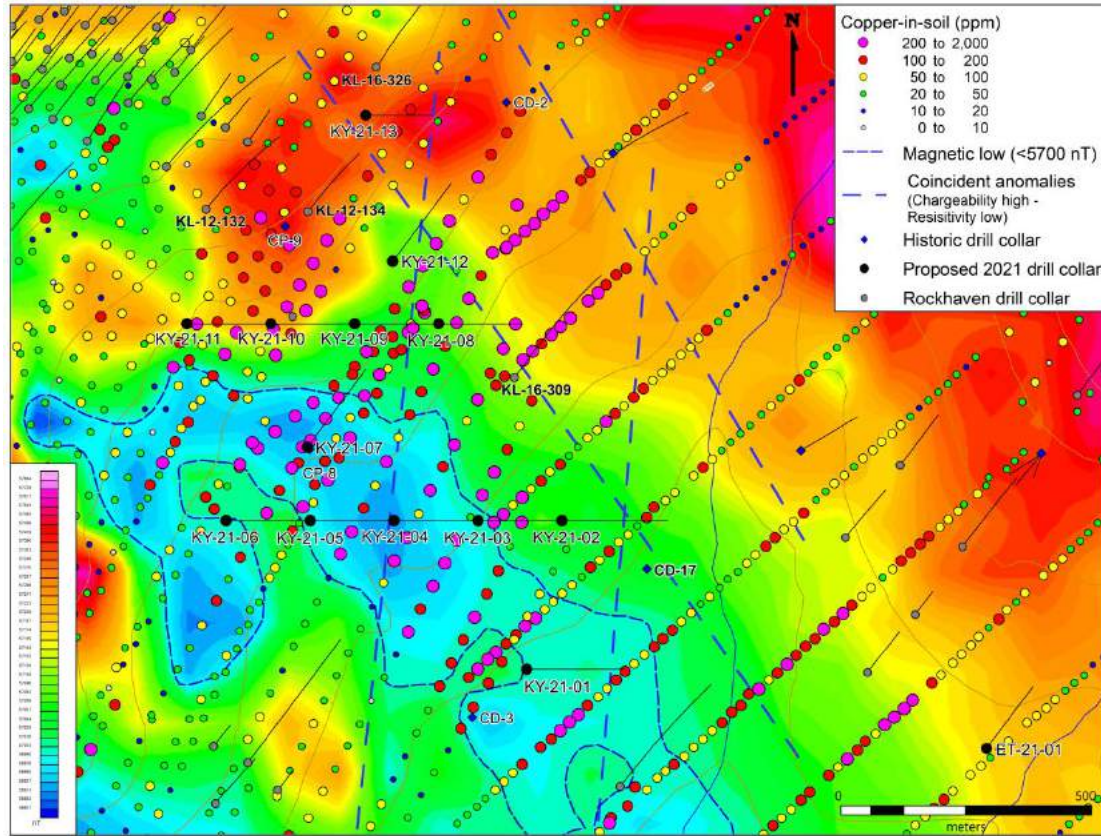 N
Copper-in-soil (ppm)
200 to 2,000
100 to 200
50 to 100
20 to 50
10 to 20
0 to 10
Magnetic low (<5700 nT)
Coincident anomalies
(Chargeability high -
Resisitivity low)
Historic drill collar
Proposed 2021 drill collar
Rockhaven drill collar
KL-16-326
CD-2
KY-21-13
KL-12-132
KL-12-134
CP-9
KY-21-12
KY-21-11
KY-21-10
KY-21-09
KY-21-08
KL-16-309
KY-21-07
CP-8
KY-21-06
KY-21-05
KY-21-04
KY-21-03
KY-21-02
CD-17
KY-21-01
CD-3
ET-21-01
nT
0
500
meters